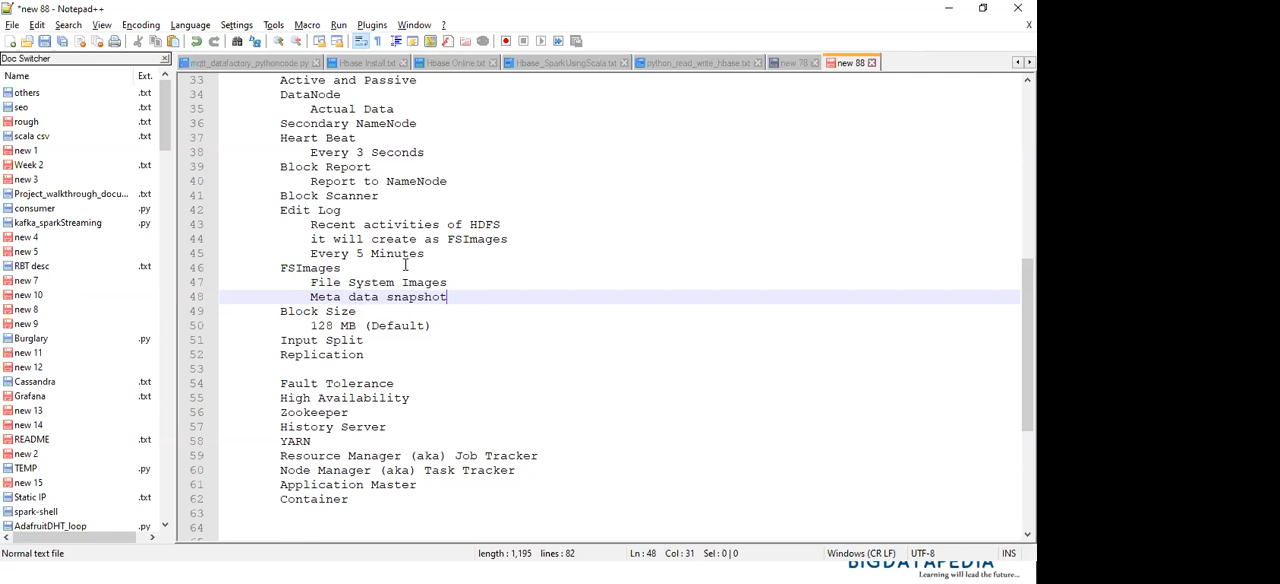 *new 88 - Notepad++
File Edit Search View Encoding Language Settings Tools Macro Run Plugins Window ? X
Doc Switcher
mqtt_datafactory_pythoncode.py Hbase Install.txt Hbase Online.txt Hbase_SparkUsingScala.txt python_read_write_hbase.txt new 78 new 88
Name Ext.
others .txt
seo .txt
rough .txt
scala csv .txt
new 1
Week 2 .txt
new 3
Project_walkthrough_docu... .txt
consumer .py
kafka_sparkStreaming .py
new 4
new 5
RBT desc .txt
new 7
new 10
new 8
new 9
Burglary .py
new 11
new 12
Cassandra .txt
Grafana .txt
new 13
new 14
README .txt
new 2
TEMP .py
new 15
Static IP .txt
spark-shell
AdafruitDHT_loop .py
33 Active and Passive
34 DataNode
35 Actual Data
36 Secondary NameNode
37 Heart Beat
38 Every 3 Seconds
39 Block Report
40 Report to NameNode
41 Block Scanner
42 Edit Log
43 Recent activities of HDFS
44 it will create as FSImages
45 Every 5 Minutes
46 FSImages
47 File System Images
48 Meta data snapshot
49 Block Size
50 128 MB (Default)
51 Input Split
52 Replication
53
54 Fault Tolerance
55 High Availability
56 Zookeeper
57 History Server
58 YARN
59 Resource Manager (aka) Job Tracker
60 Node Manager (aka) Task Tracker
61 Application Master
62 Container
63
64
Normal text file length : 1,195 lines : 82 Ln : 48 Col : 31 Sel : 0 | 0 Windows (CR LF) UTF-8 INS
BIGDATAPEDIA
Learning will lead the future...